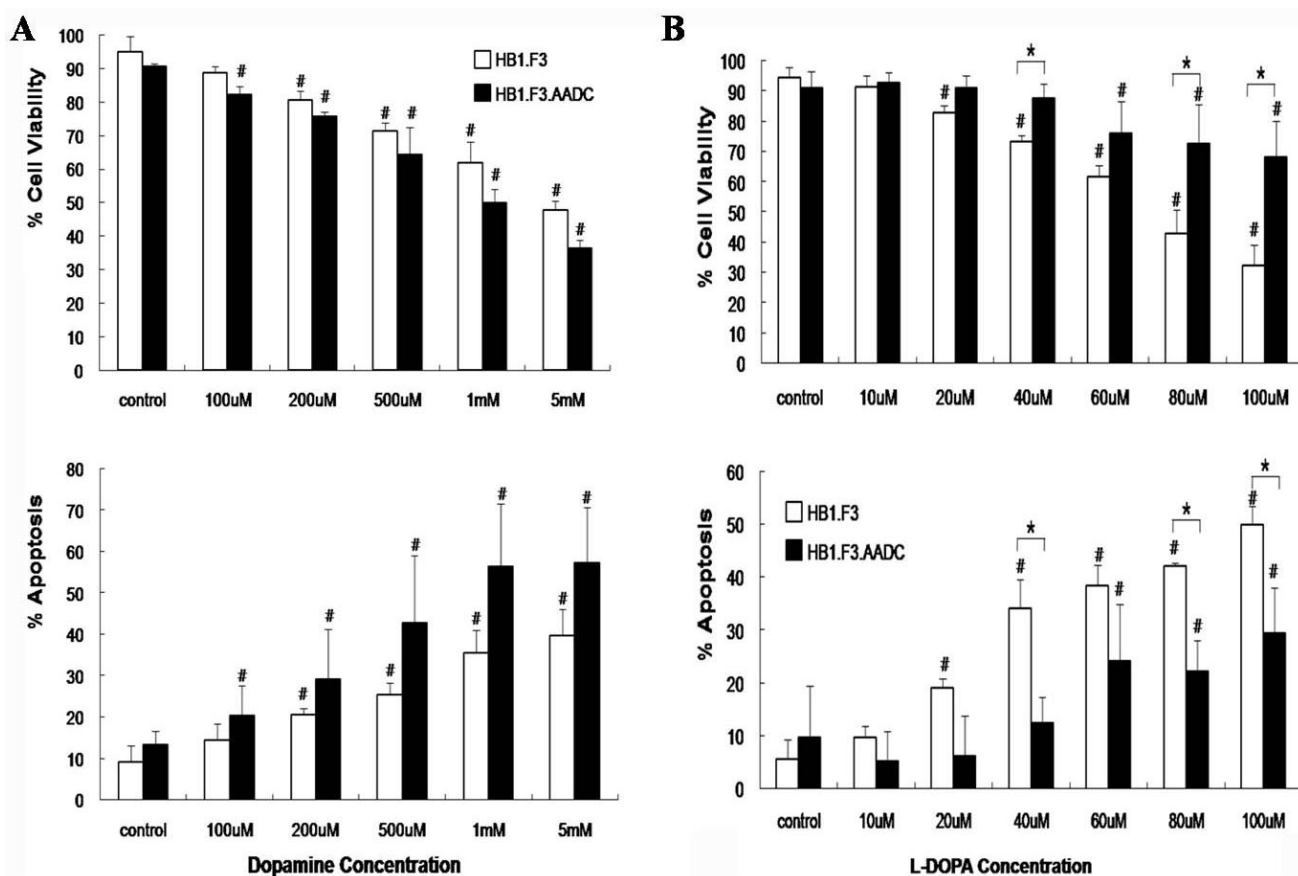 A
% Cell Viability
100
90
80
70
60
50
40
30
20
10
0
HB1.F3
HB1.F3.AADC
# # # # # # # # #
control 100uM 200uM 500uM 1mM 5mM
B
% Cell Viability
100
90
80
70
60
50
40
30
20
10
0
* * *
# # # # # # # #
control 10uM 20uM 40uM 60uM 80uM 100uM
% Apoptosis
80
70
60
50
40
30
20
10
0
# # # # # # # # #
control 100uM 200uM 500uM 1mM 5mM
Dopamine Concentration
% Apoptosis
60
50
40
30
20
10
0
HB1.F3
HB1.F3.AADC
* * *
# # # # # # # #
control 10uM 20uM 40uM 60uM 80uM 100uM
L-DOPA Concentration